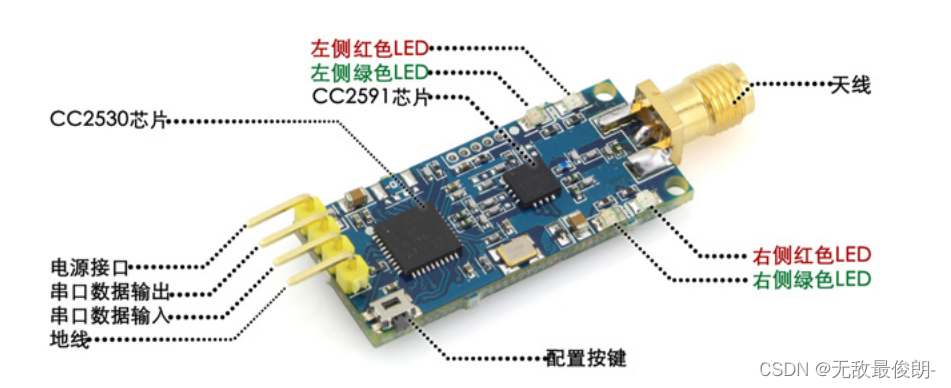 左侧红色LED
左侧绿色LED
CC2591芯片
天线
CC2530芯片
电源接口
串口数据输出
串口数据输入
地线
右侧红色LED
右侧绿色LED
配置按键
CSDN @无敌最俊朗-